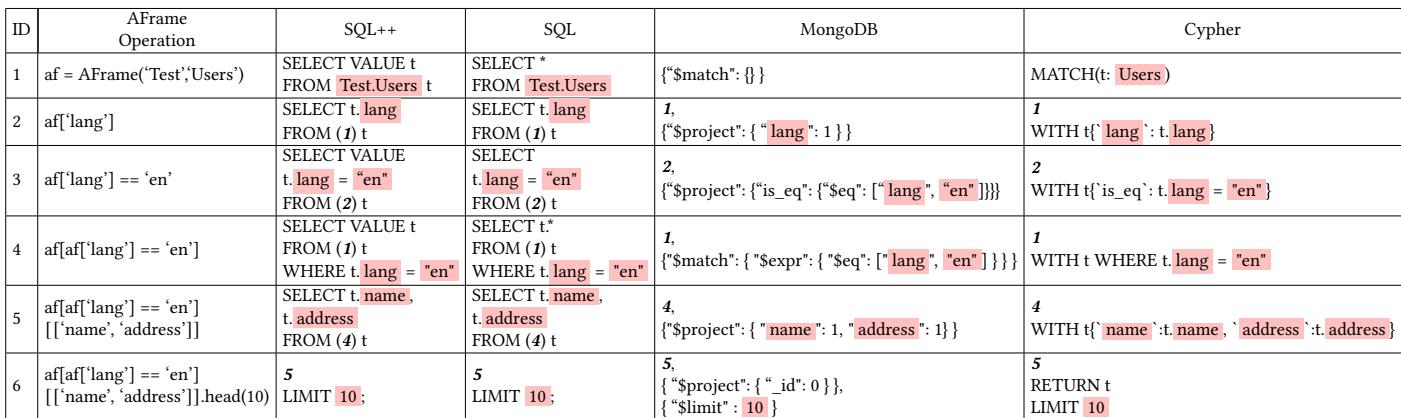 ID
AFrame
Operation
SQL++
SQL
MongoDB
Cypher
1
af = AFrame(‘Test’,‘Users’)
SELECT VALUE t
FROM Test.Users t
SELECT *
FROM Test.Users
{“$match": {} }
MATCH(t: Users)
2
af[‘lang’]
SELECT t.lang
FROM (1) t
SELECT t.lang
FROM (1) t
1,
{“$project": { “lang": 1 } }
1
WITH t{`lang`: t.lang}
3
af[‘lang’] == ‘en’
SELECT VALUE
t.lang = “en"
FROM (2) t
SELECT
t.lang = “en"
FROM (2) t
2,
{“$project": {“is_eq": {“$eq": [“lang", “en"]}}}
2
WITH t{`is_eq`: t.lang = "en"}
4
af[af[‘lang’] == ‘en’]
SELECT VALUE t
FROM (1) t
WHERE t.lang = "en"
SELECT t.*
FROM (1) t
WHERE t.lang = "en"
1,
{"$match": { "$expr": { "$eq": ["lang", "en"] } } }
1
WITH t WHERE t.lang = "en"
5
af[af[‘lang’] == ‘en’]
[[‘name’, ‘address’]]
SELECT t.name,
t.address
FROM (4) t
SELECT t.name,
t.address
FROM (4) t
4,
{"$project": { "name": 1, "address": 1} }
4
WITH t{`name`:t.name, `address`:t.address}
6
af[af[‘lang’] == ‘en’]
[[‘name’, ‘address’]].head(10)
5
LIMIT 10;
5
LIMIT 10;
5,
{ “$project": { “_id": 0 } },
{ “$limit" : 10 }
5
RETURN t
LIMIT 10